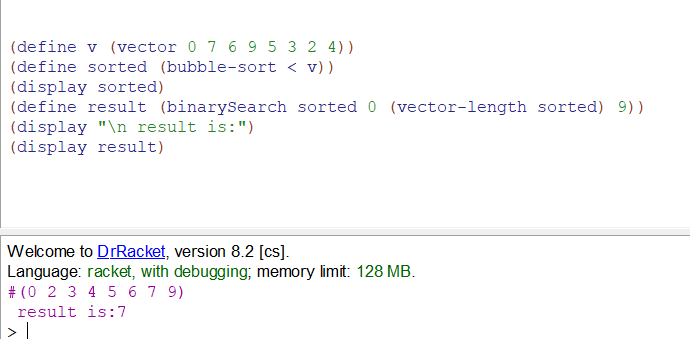 (define v (vector 0 7 6 9 5 3 2 4))
(define sorted (bubble-sort < v))
(display sorted)
(define result (binarySearch sorted 0 (vector-length sorted) 9))
(display "\n result is:")
(display result)
Welcome to DrRacket, version 8.2 [cs].
Language: racket, with debugging; memory limit: 128 MB.
#(0 2 3 4 5 6 7 9)
 result is:7
>